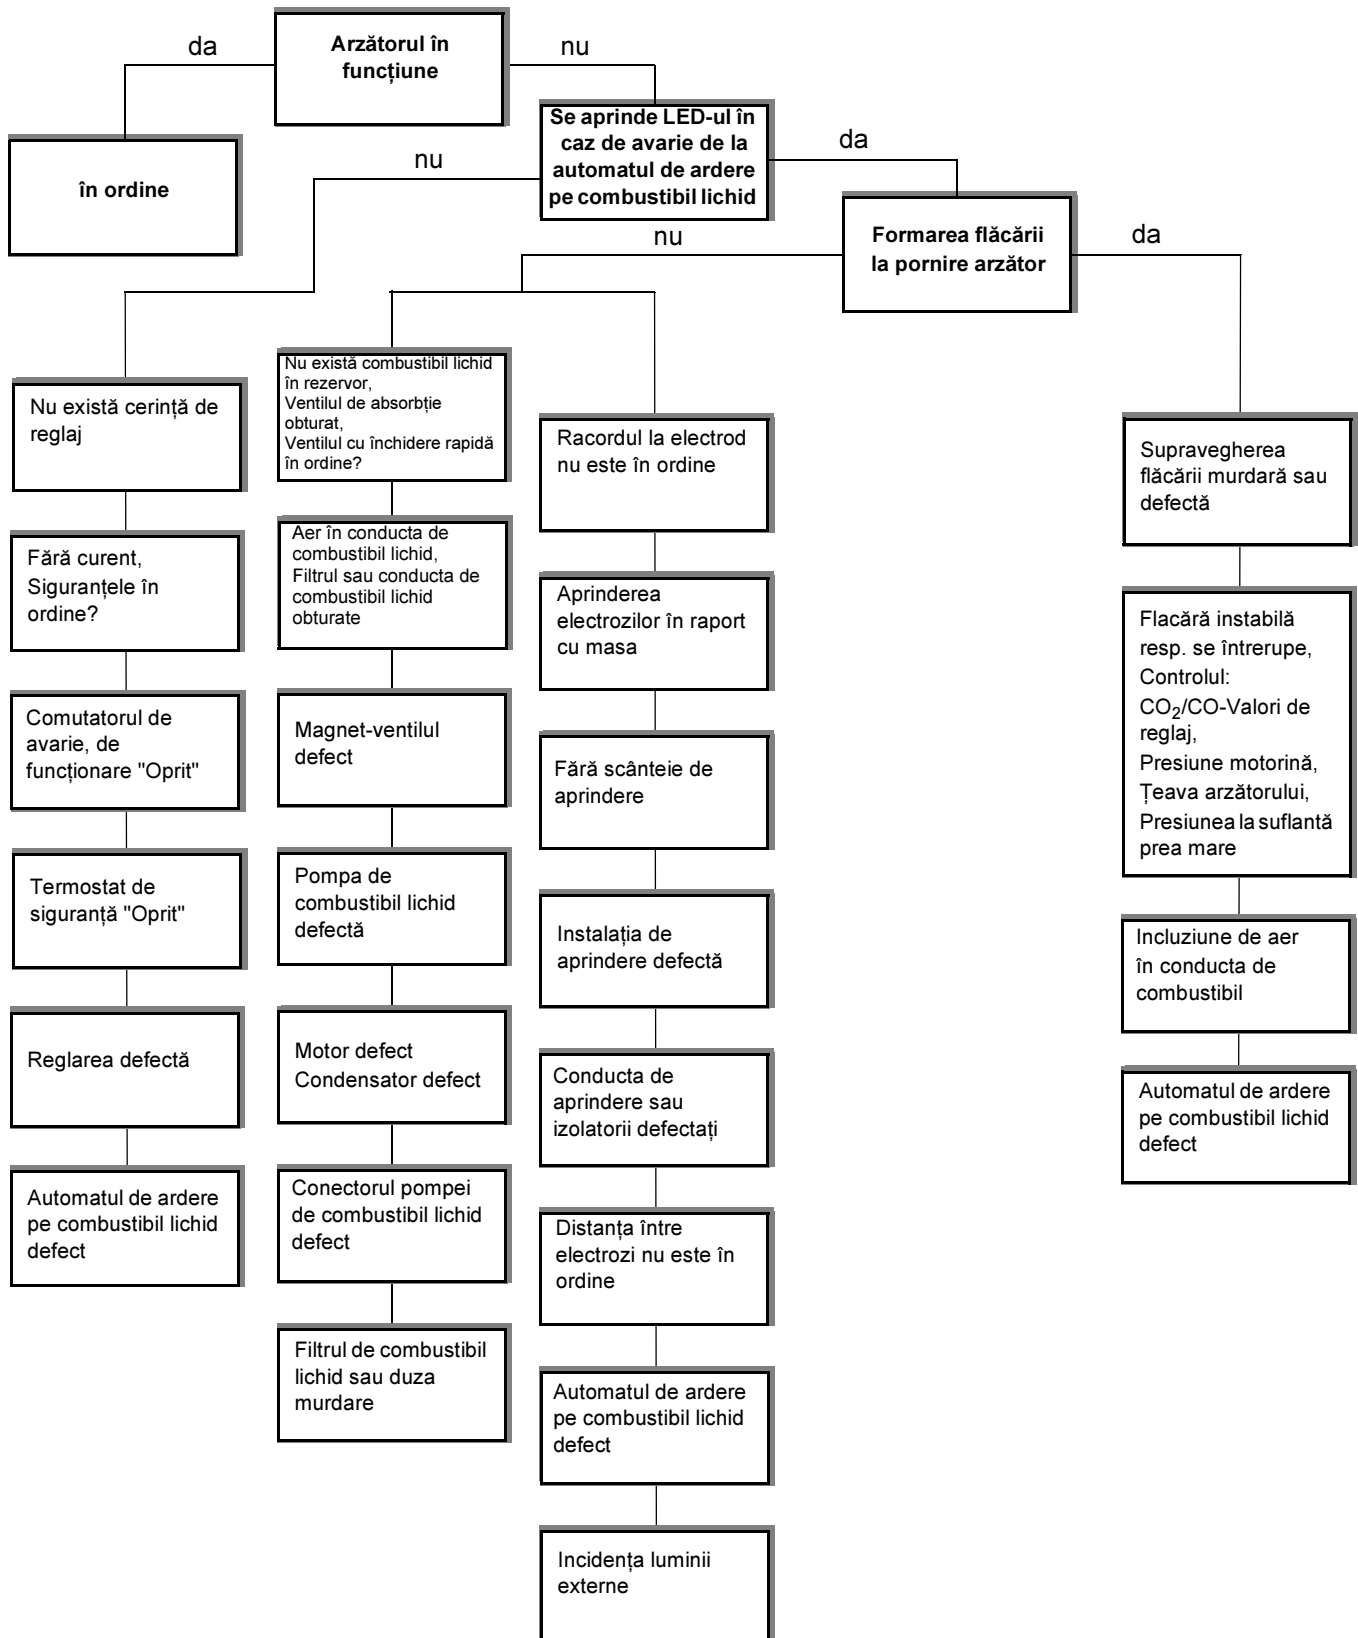 da
Arzătorul în
funcțiune
nu
în ordine
nu
Se aprinde LED-ul în
caz de avarie de la
automatul de ardere
pe combustibil lichid
da
nu
Formarea flăcării
la pornire arzător
da
Nu există cerință de
reglaj
Fără curent,
Siguranțele în
ordine?
Comutatorul de
avarie, de
funcționare "Oprit"
Termostat de
siguranță "Oprit"
Reglarea defectă
Automatul de ardere
pe combustibil lichid
defect
Nu există combustibil lichid
în rezervor,
Ventilul de absorbție
obturat,
Ventilul cu închidere rapidă
în ordine?
Aer în conducta de
combustibil lichid,
Filtrul sau conducta de
combustibil lichid
obturate
Magnet-ventilul
defect
Pompa de
combustibil lichid
defectă
Motor defect
Condensator defect
Conectorul pompei
de combustibil lichid
defect
Filtrul de combustibil
lichid sau duza
murdare
Racordul la electrod
nu este în ordine
Aprinderea
electrozilor în raport
cu masa
Fără scânteie de
aprindere
Instalația de
aprindere defectă
Conducta de
aprindere sau
izolatorii defectați
Distanța între
electrozi nu este în
ordine
Automatul de ardere
pe combustibil lichid
defect
Incidența luminii
externe
Supravegherea
flăcării murdară sau
defectă
Flacără instabilă
resp. se întrerupe,
Controlul:
CO₂/CO-Valori de
reglaj,
Presiune motorină,
Țeava arzătorului,
Presiunea la suflantă
prea mare
Incluziune de aer
în conducta de
combustibil
Automatul de ardere
pe combustibil lichid
defect